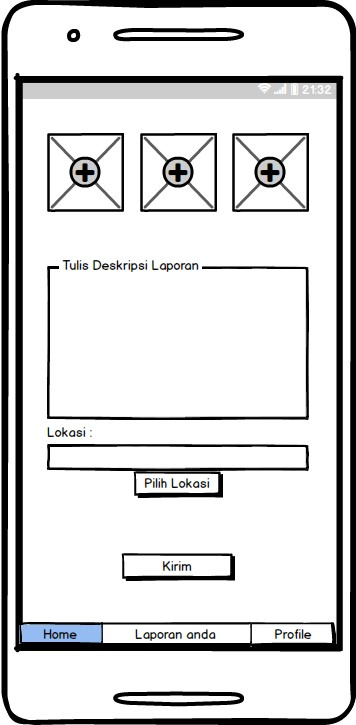 21:32
Tulis Deskripsi Laporan
Lokasi :
Pilih Lokasi
Kirim
Home Laporan anda Profile